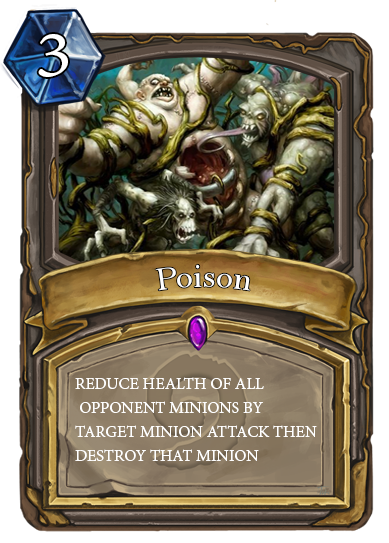 3
Poison
REDUCE HEALTH OF ALL
OPPONENT MINIONS BY
TARGET MINION ATTACK THEN
DESTROY THAT MINION